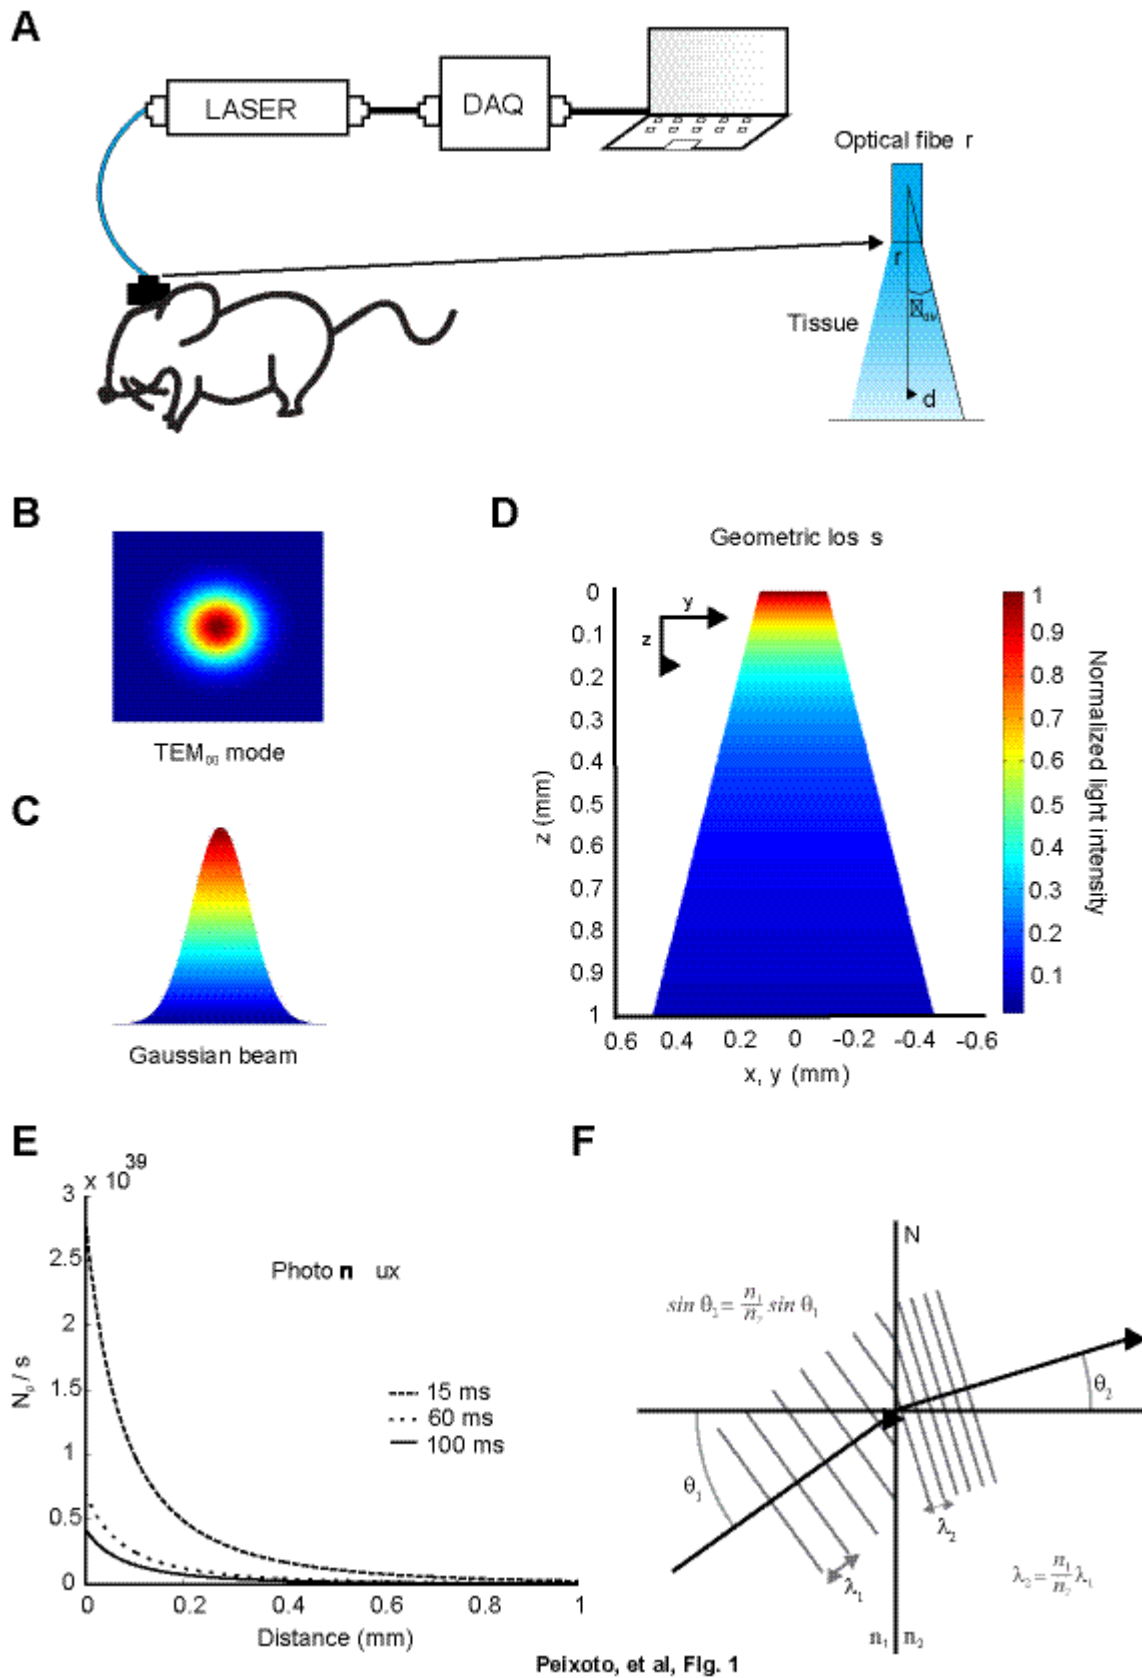 A
LASER
DAQ
Optical fibe r
r
Tissue
d
B
TEM₀₀ mode
C
Gaussian beam
D
Geometric los s
y
z
0
0.1
0.2
0.3
0.4
0.5
0.6
0.7
0.8
0.9
1
z (mm)
0.6 0.4 0.2 0 -0.2 -0.4 -0.6
x, y (mm)
1
0.9
0.8
0.7
0.6
0.5
0.4
0.3
0.2
0.1
Normalized light intensity
E
x 10³⁹
3
2.5
2
1.5
1
0.5
0
Photo n ux
15 ms
60 ms
100 ms
0 0.2 0.4 0.6 0.8 1
Distance (mm)
F
N
sin θ₂ = n₁/n₂ sin θ₁
θ₂
θ₁
λ₂
λ₁
λ₂ = n₁/n₂ λ₁
n₁ n₂
Peixoto, et al, Fig. 1